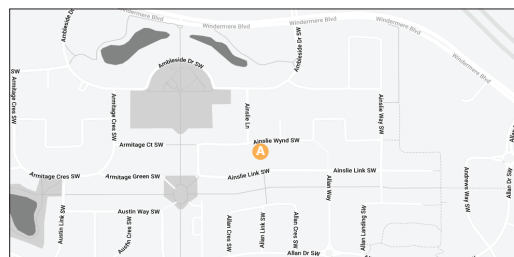 Windermere Blvd
Windermere Blvd
Windermere Blvd
Ambleside Dr SW
Ambleside Dr SW
Ambleside Dr SW
SW
Armitage Cres SW
Armitage Cres SW
Ainslie Ln
Ainslie Way SW
Ainslie Wynd SW
A
Armitage Ct SW
Armitage Cres SW
Armitage Green SW
Ainslie Link SW
Ainslie Link SW
Allan Way
Andrews Way SW
Allan Dr SW
Austin Link SW
Austin Way SW
Austin Cres SW
Allan Cres SW
Allan Link SW
Allan Cres SW
Allan Dr SW